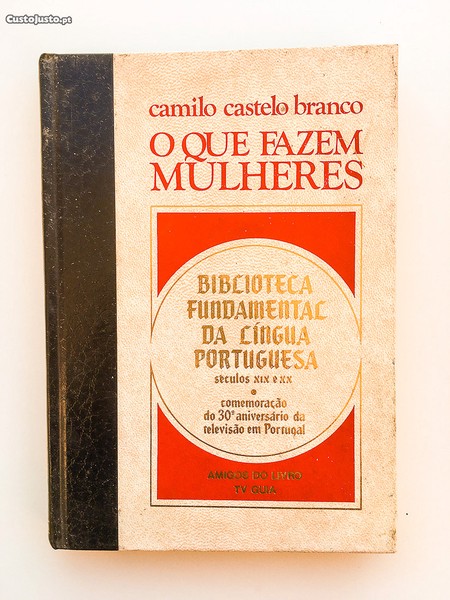 CustoJusto.pt
camilo castelo branco
O QUE FAZEM
MULHERES
BIBLIOTECA
FUNDAMENTAL
DA LÍNGUA
PORTUGUESA
séculos XIX e XX
comemoração
do 30º aniversário da
televisão em Portugal
AMIGOS DO LIVRO
TV GUIA